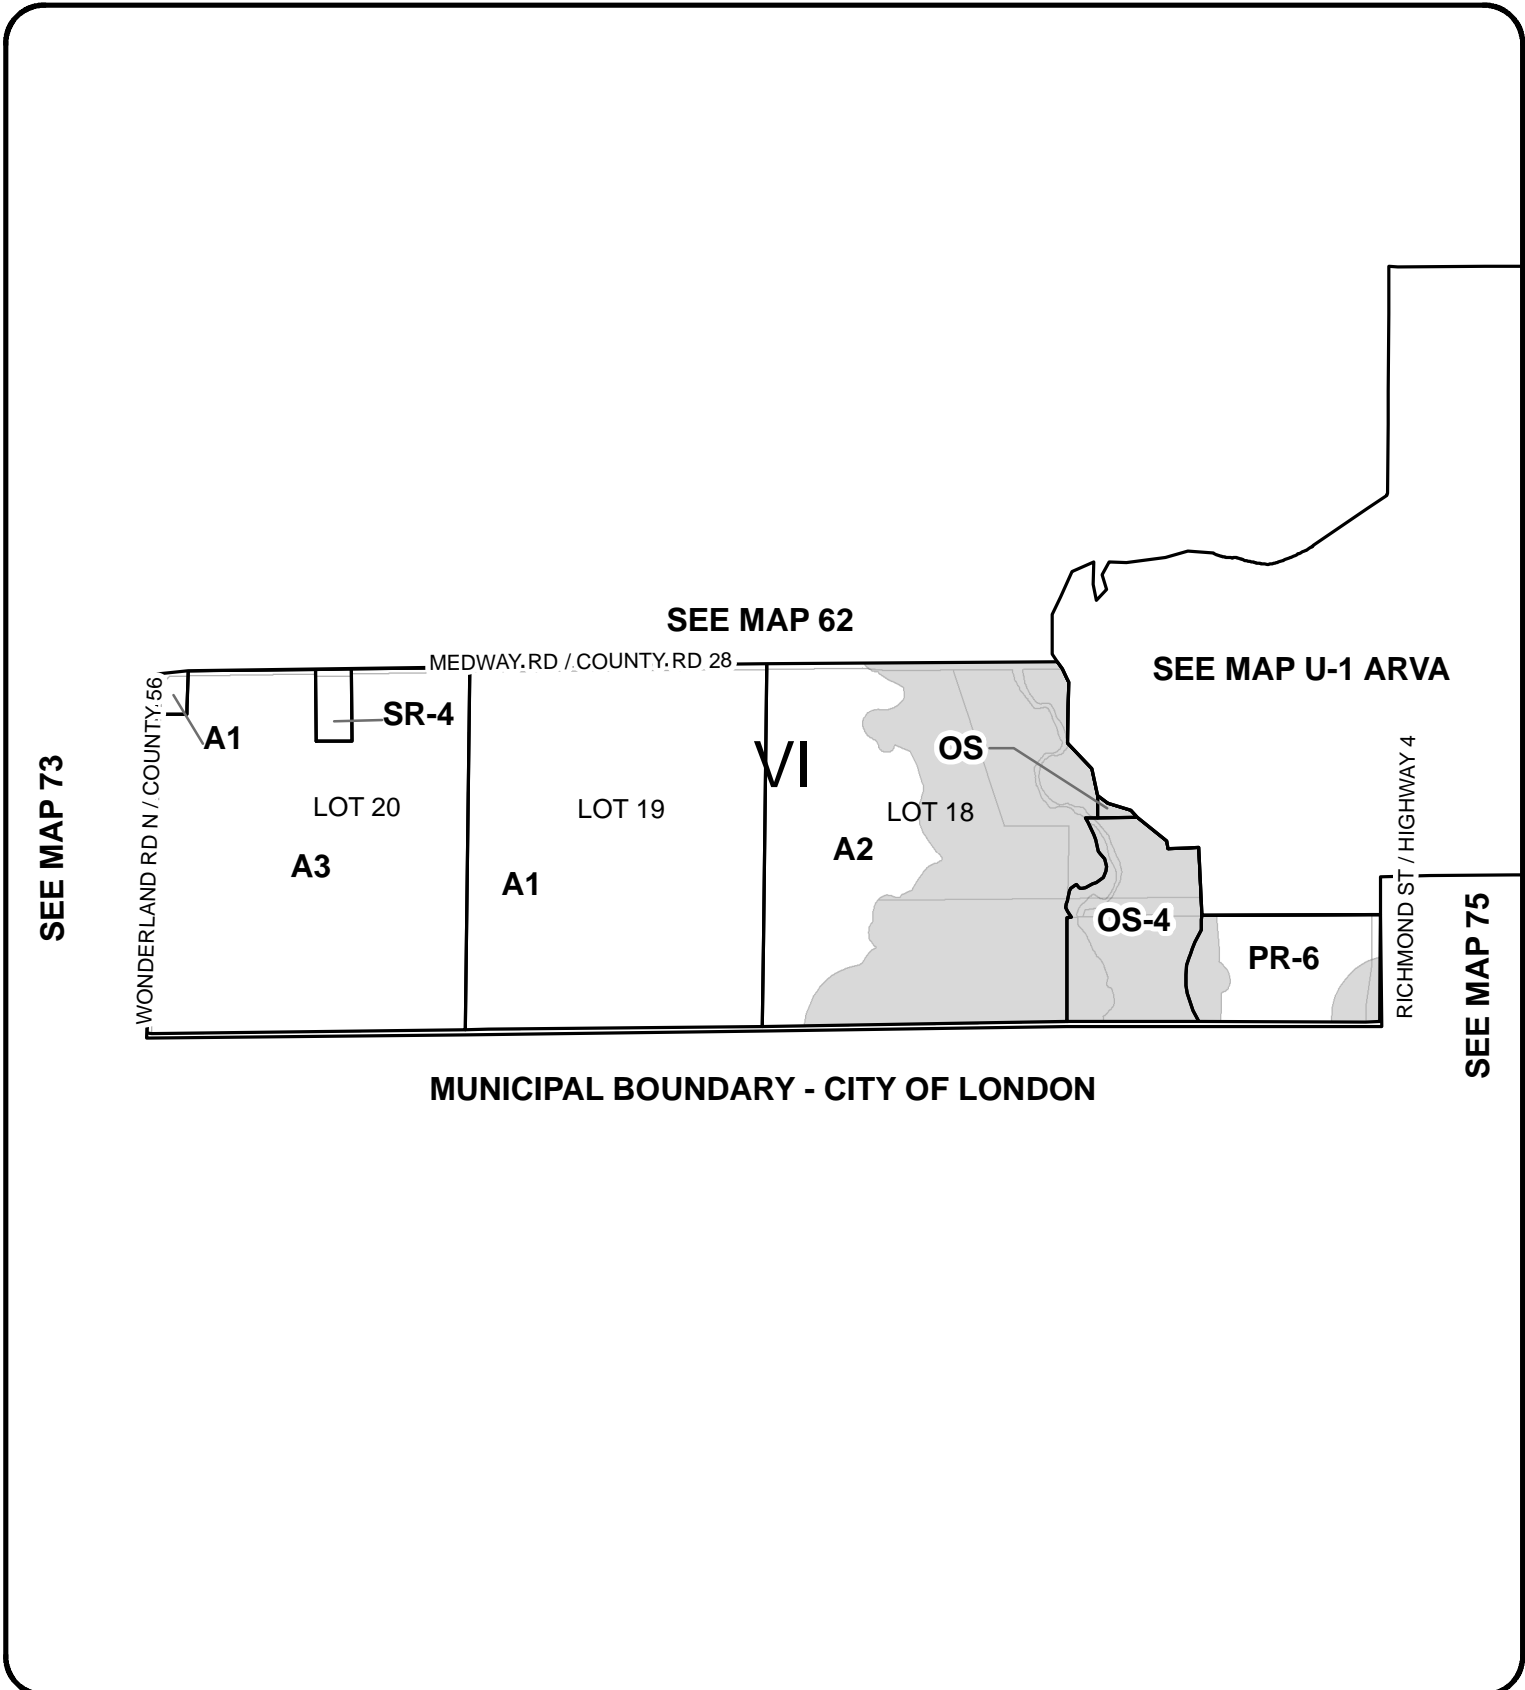 SEE MAP 62
MEDWAY RD / COUNTY RD 28
SEE MAP U-1 ARVA
WONDERLAND RD N / COUNTY 56
SR-4
A1
RICHMOND ST / HIGHWAY 4
OS
VI
SEE MAP 73
LOT 20
LOT 19
LOT 18
A2
A3
A1
OS-4
PR-6
SEE MAP 75
MUNICIPAL BOUNDARY - CITY OF LONDON